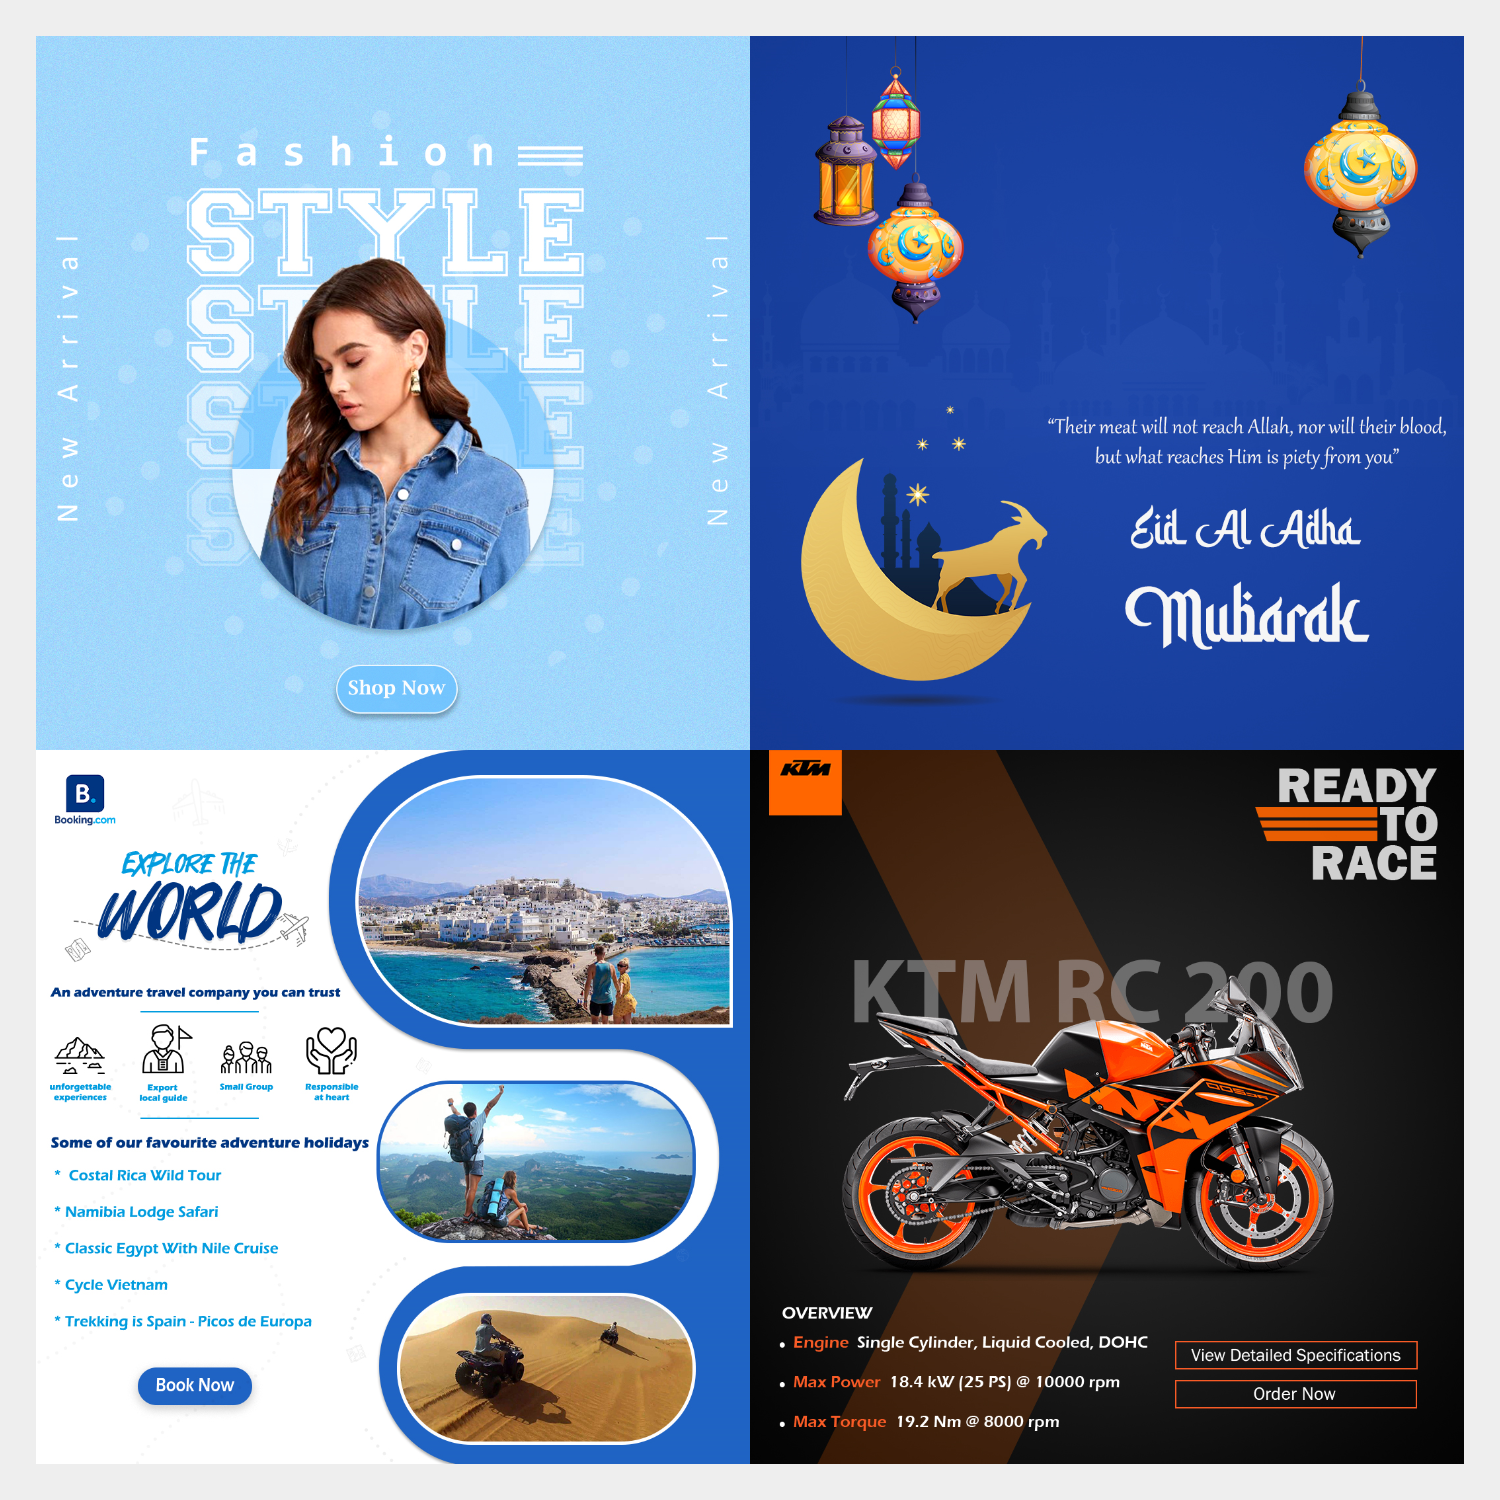 Fashion
STYLE
STYLE
STYLE
STYLE
New Arrival
New Arrival
Shop Now
“Their meat will not reach Allah, nor will their blood,
but what reaches Him is piety from you”
Eid Al Adha
Mubarak
B.
Booking.com
EXPLORE THE
WORLD
An adventure travel company you can trust
unforgettable
experiences
Export
local guide
Small Group
Responsible
at heart
Some of our favourite adventure holidays
* Costal Rica Wild Tour
* Namibia Lodge Safari
* Classic Egypt With Nile Cruise
* Cycle Vietnam
* Trekking is Spain - Picos de Europa
Book Now
KTM
READY
TO
RACE
KTM RC 200
OVERVIEW
• Engine Single Cylinder, Liquid Cooled, DOHC
• Max Power 18.4 kW (25 PS) @ 10000 rpm
• Max Torque 19.2 Nm @ 8000 rpm
View Detailed Specifications
Order Now